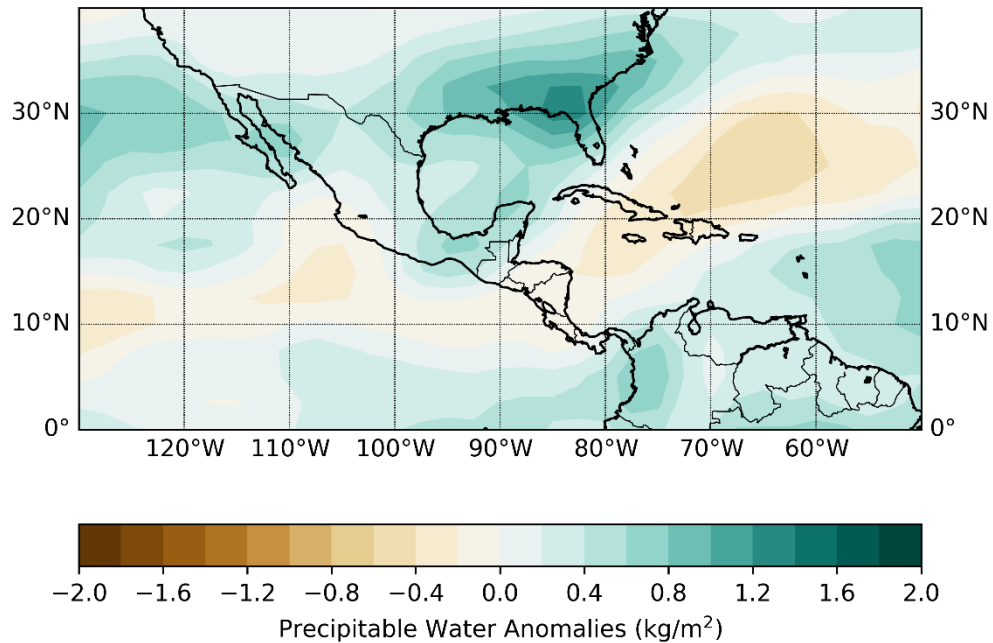 30°N 30°N
20°N 20°N
10°N 10°N
0° 0°
120°W 110°W 100°W 90°W 80°W 70°W 60°W
−2.0 −1.6 −1.2 −0.8 −0.4 0.0 0.4 0.8 1.2 1.6 2.0
Precipitable Water Anomalies (kg/m²)